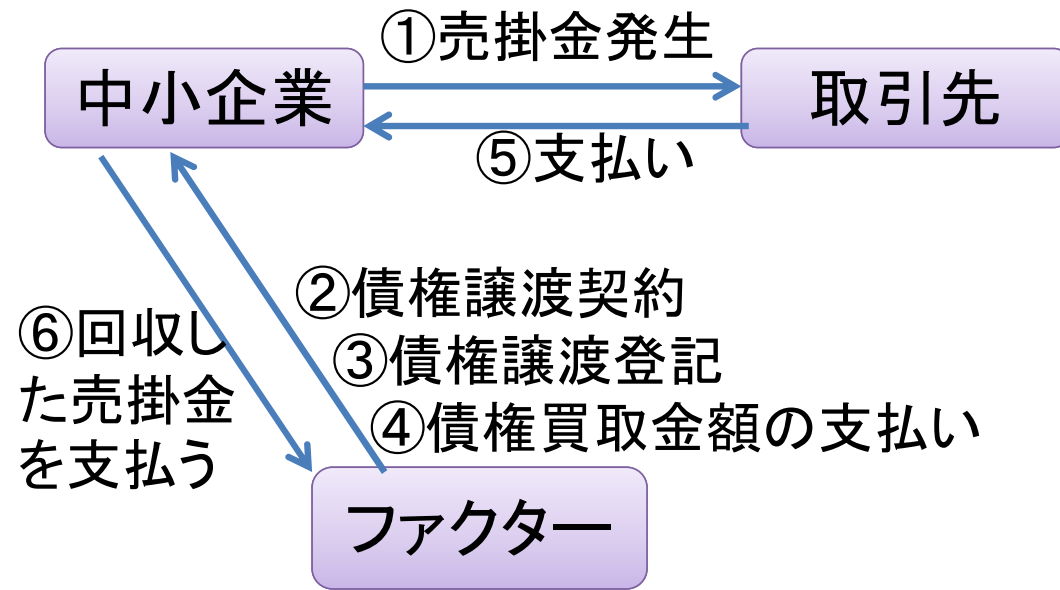 ①売掛金発生
中小企業
取引先
⑤支払い
②債権譲渡契約
③債権譲渡登記
④債権買取金額の支払い
⑥回収し
た売掛金
を支払う
ファクター